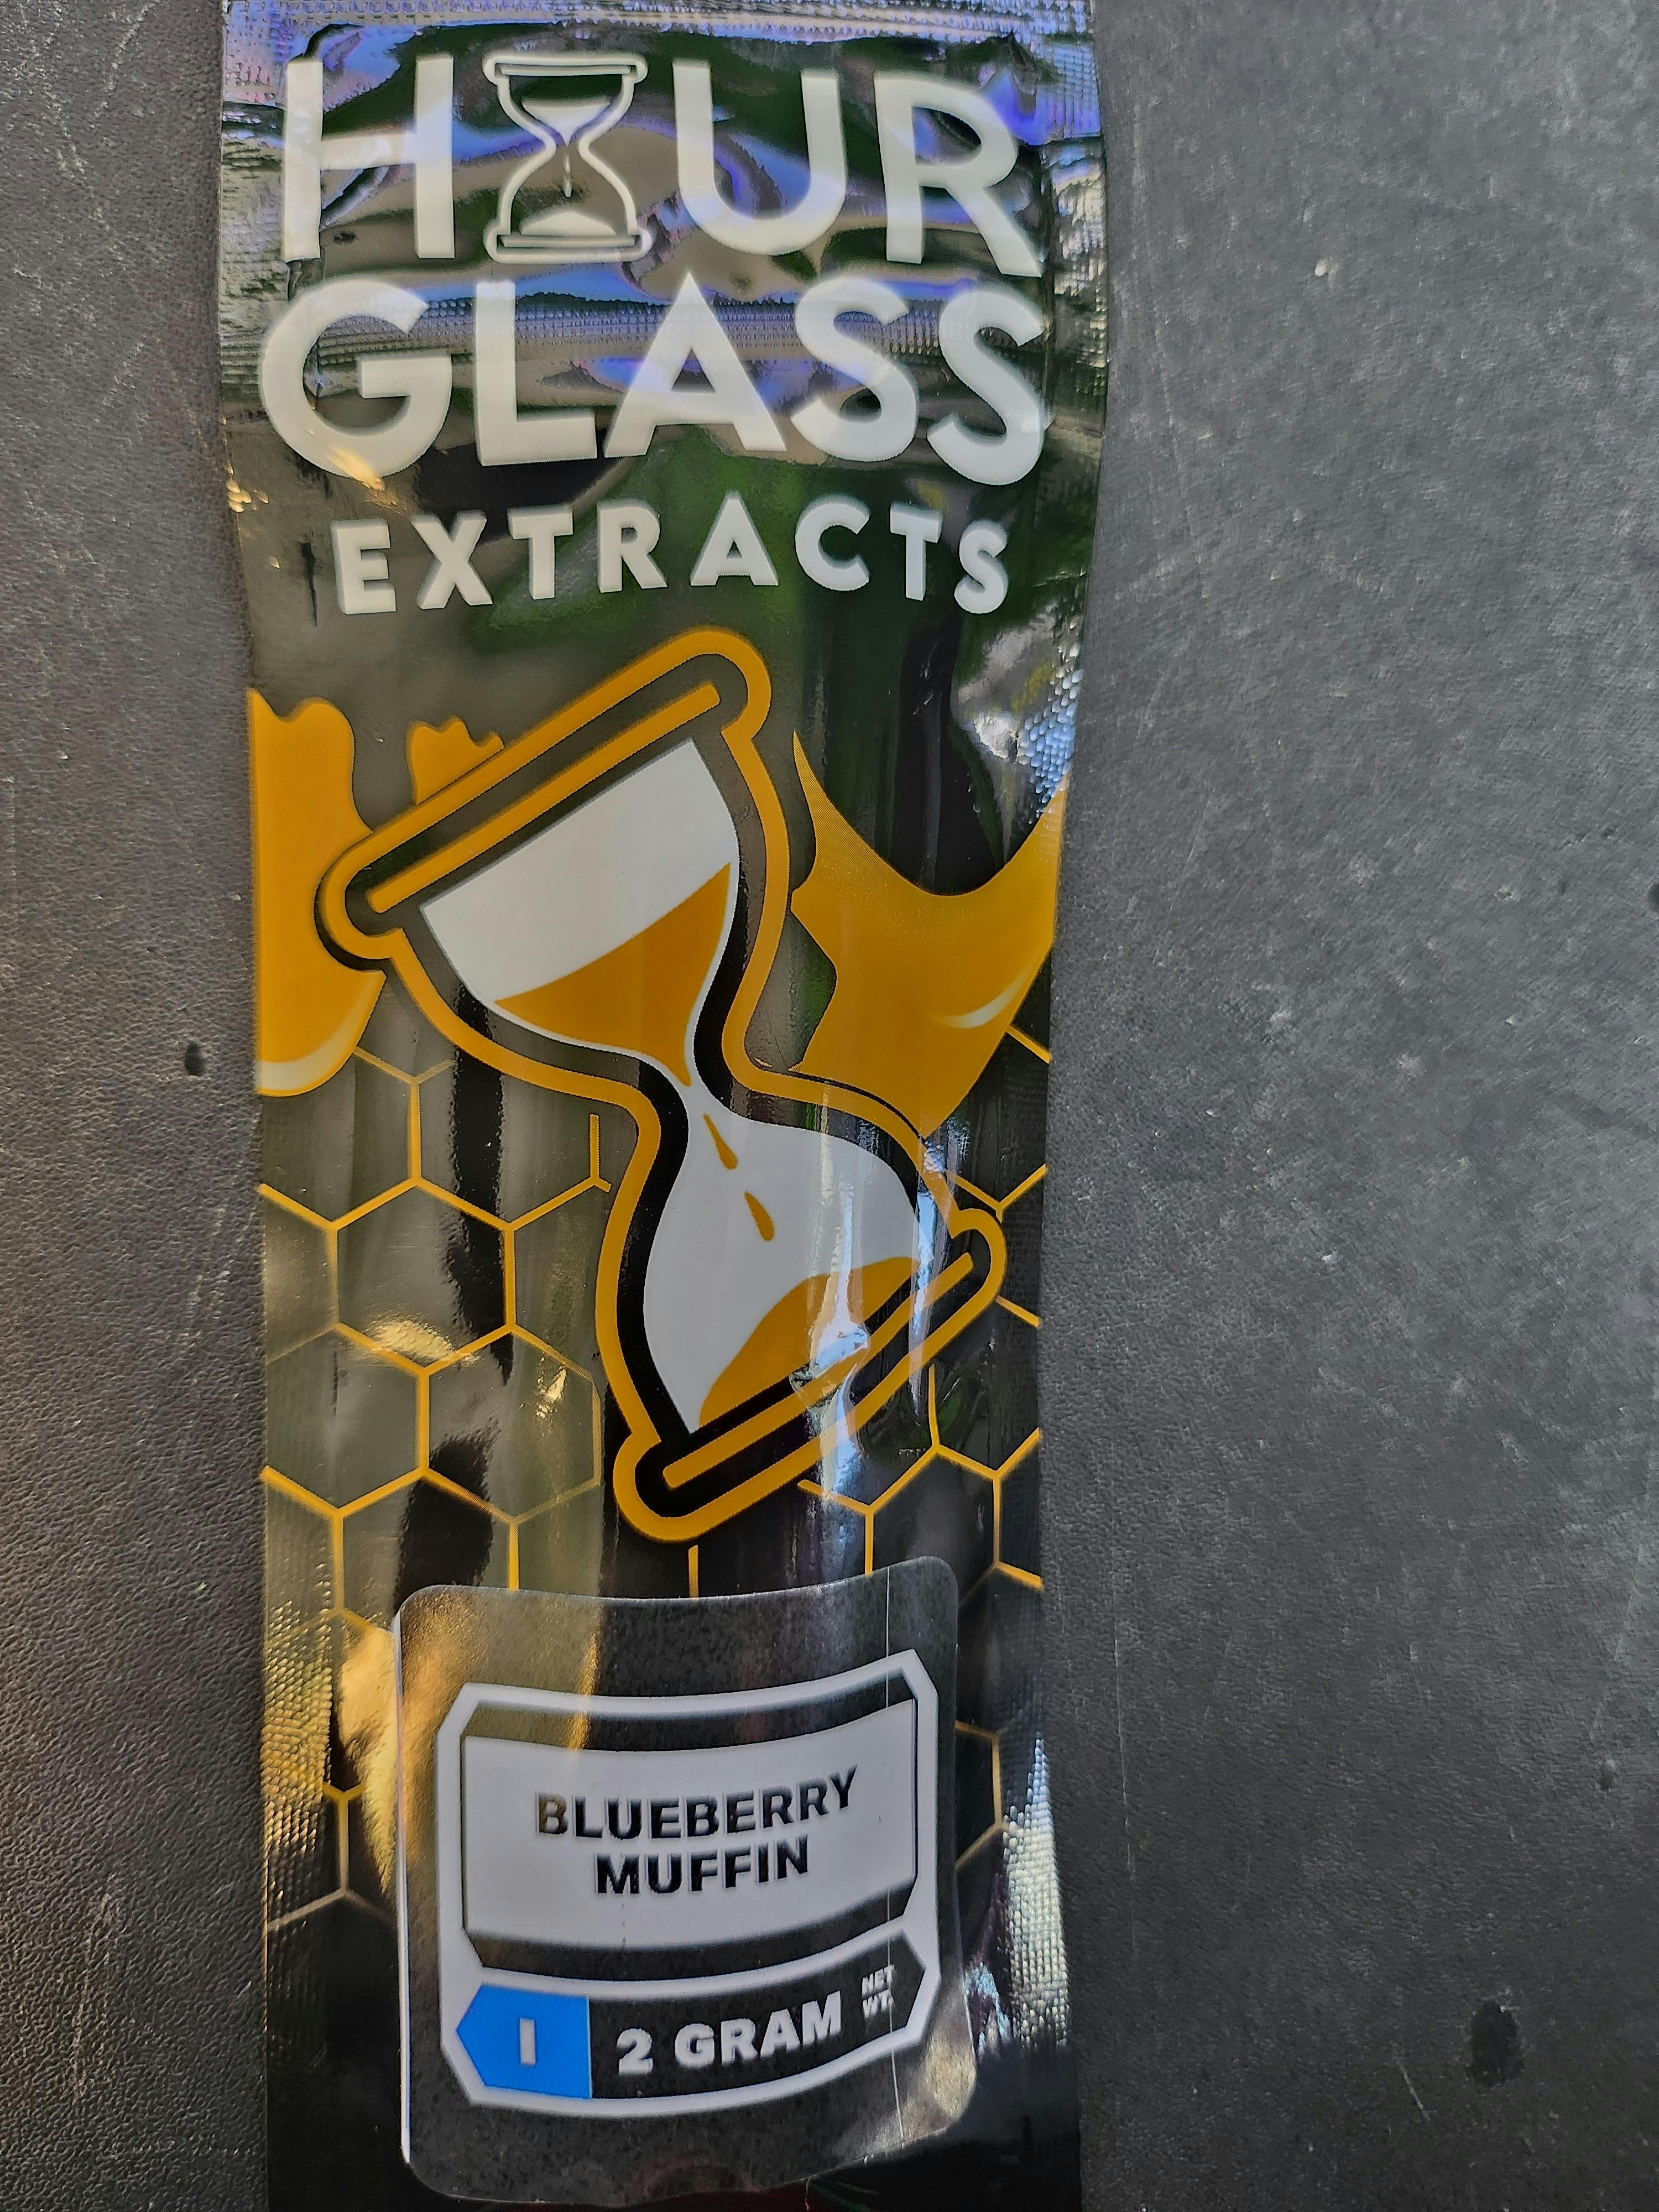 HOUR
GLASS
EXTRACTS
BLUEBERRY
MUFFIN
I 2 GRAM NET
WT.